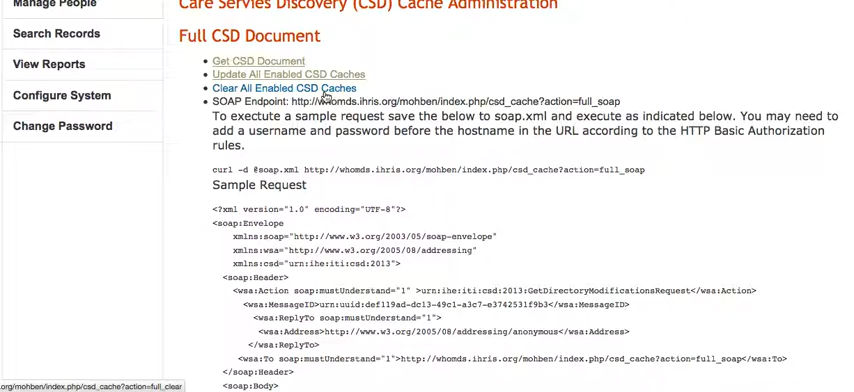 Manage People
Search Records
View Reports
Configure System
Change Password
Care Servies Discovery (CSD) Cache Administration
Full CSD Document
Get CSD Document
Update All Enabled CSD Caches
Clear All Enabled CSD Caches
SOAP Endpoint: http://whomds.ihris.org/mohben/index.php/csd_cache?action=full_soap
To extecute a sample request save the below to soap.xml and execute as indicated below. You may need to
add a username and password before the hostname in the URL according to the HTTP Basic Authorization
rules.
curl -d @soap.xml http://whomds.ihris.org/mohben/index.php/csd_cache?action=full_soap
Sample Request
<?xml version="1.0" encoding="UTF-8"?>
<soap:Envelope
xmlns:soap="http://www.w3.org/2003/05/soap-envelope"
xmlns:wsa="http://www.w3.org/2005/08/addressing"
xmlns:csd="urn:ihe:iti:csd:2013">
<soap:Header>
<wsa:Action soap:mustUnderstand="1" >urn:ihe:iti:csd:2013:GetDirectoryModificationsRequest</wsa:Action>
<wsa:MessageID>urn:uuid:def119ad-dc13-49c1-a3c7-e3742531f9b3</wsa:MessageID>
<wsa:ReplyTo soap:mustUnderstand="1">
<wsa:Address>http://www.w3.org/2005/08/addressing/anonymous</wsa:Address>
</wsa:ReplyTo>
<wsa:To soap:mustUnderstand="1">http://whomds.ihris.org/mohben/index.php/csd_cache?action=full_soap</wsa:To>
</soap:Header>
<soap:Body>
.org/mohben/index.php/csd_cache?action=full_clear